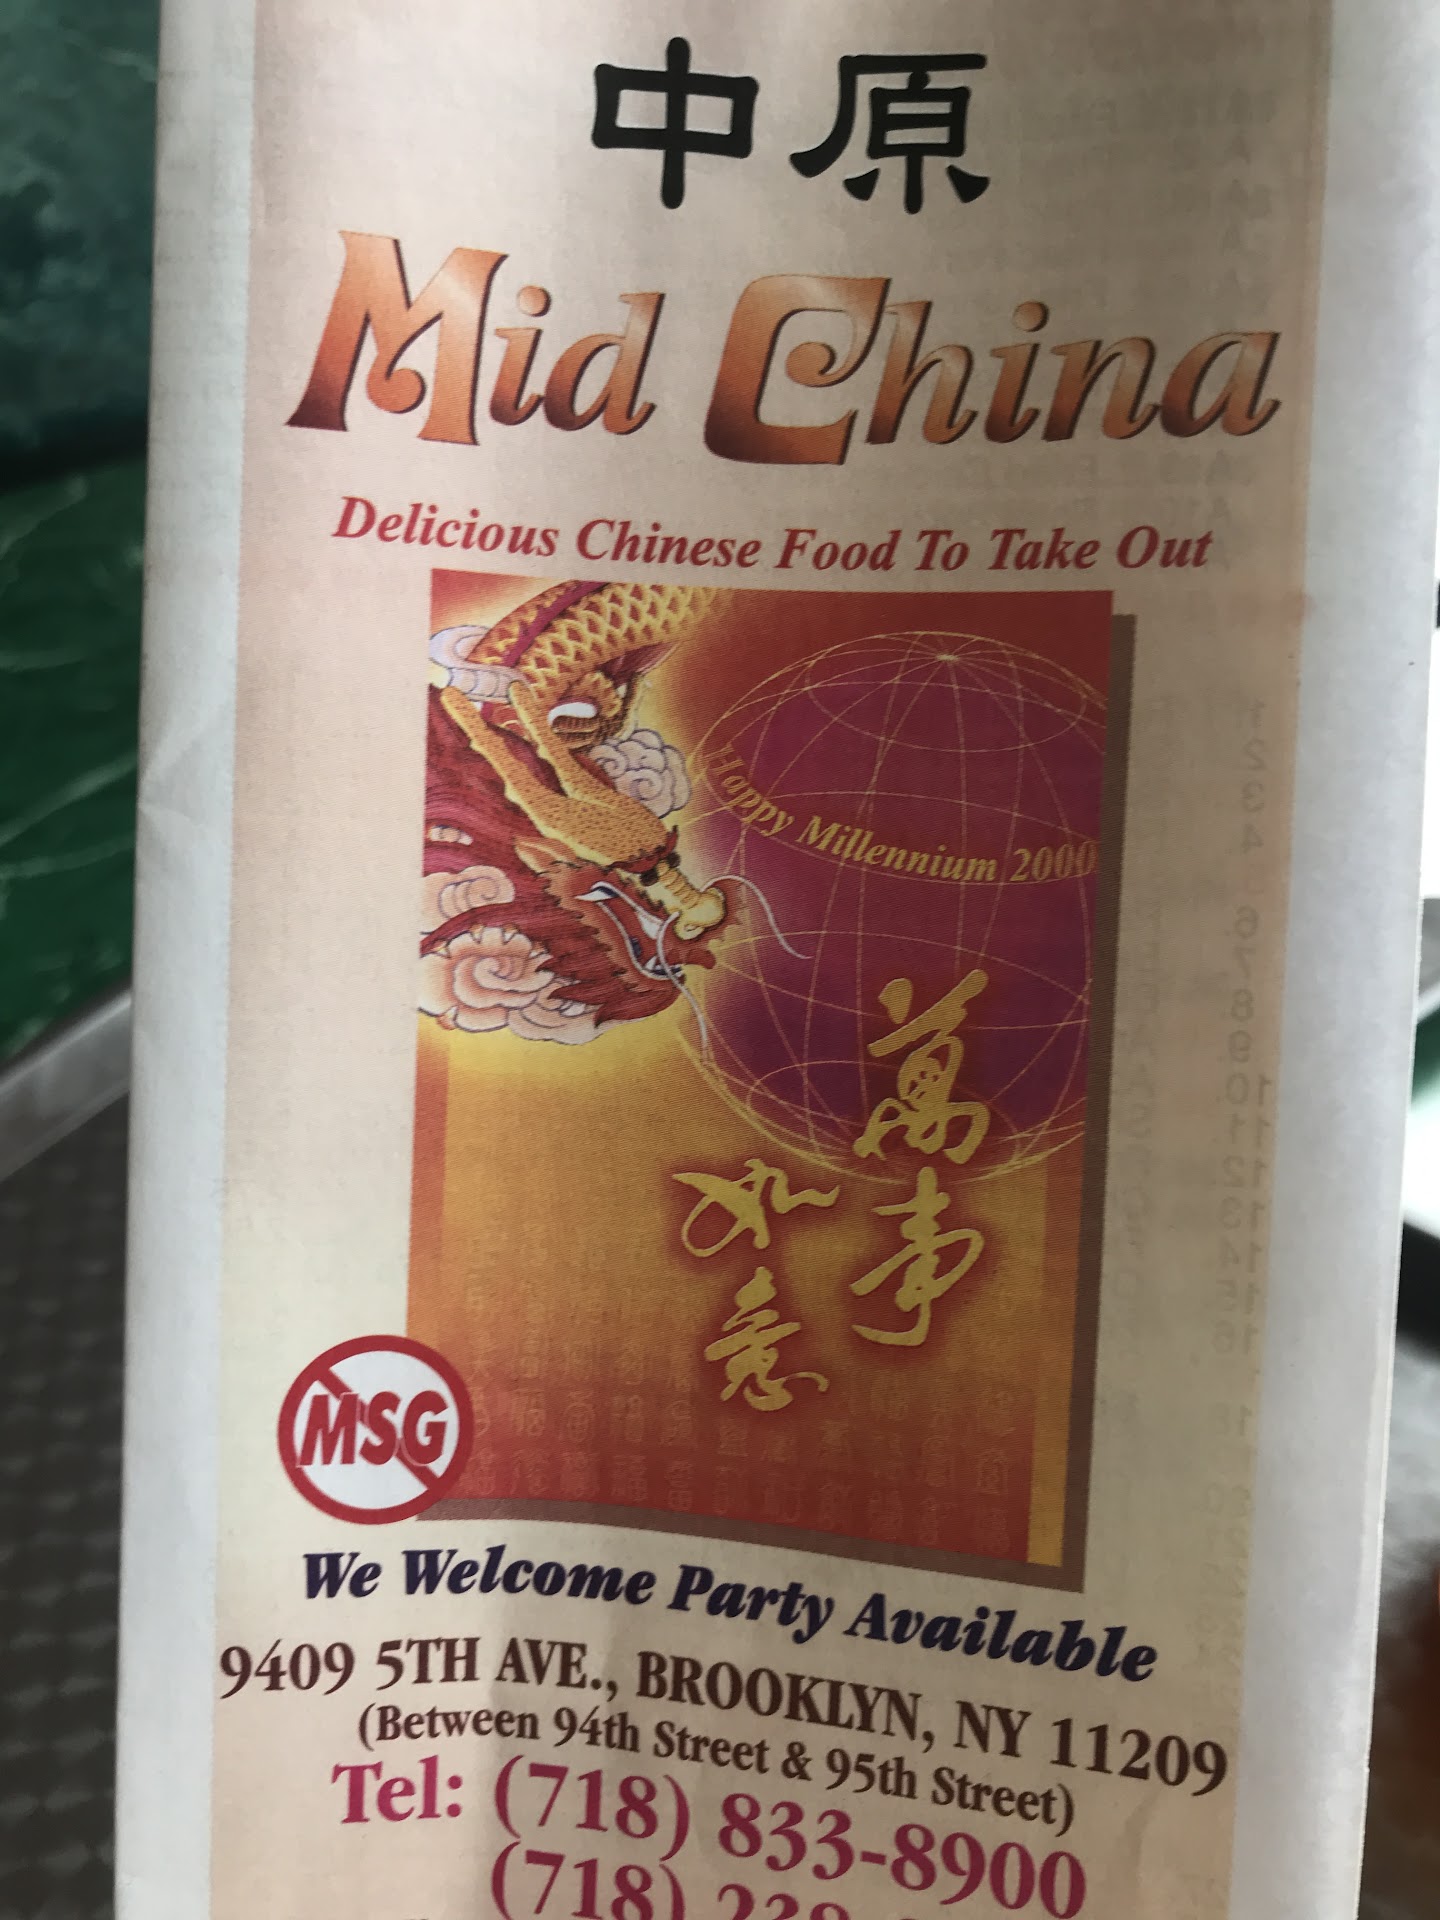 中原
Mid China
Delicious Chinese Food To Take Out
Happy Millennium 2000
萬事
如意
MSG
We Welcome Party Available
9409 5TH AVE., BROOKLYN, NY 11209
(Between 94th Street & 95th Street)
Tel: (718) 833-8900
(718)